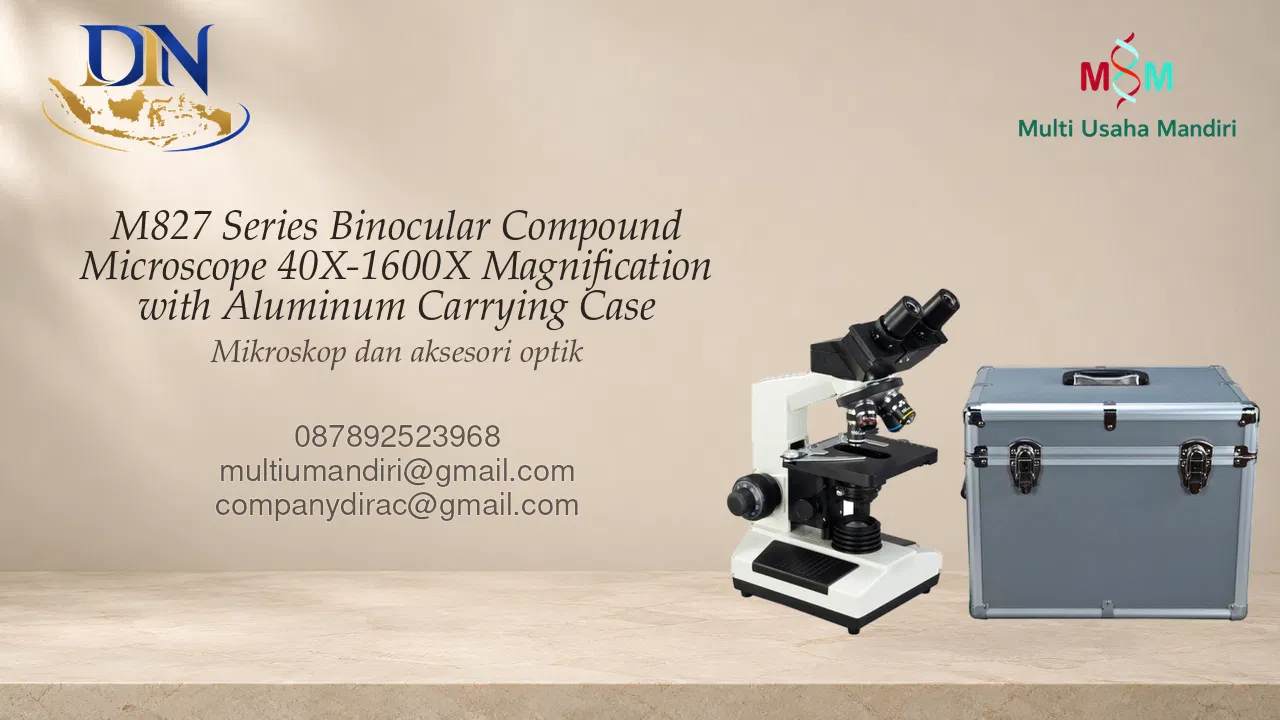 DN
M8M
Multi Usaha Mandiri
M827 Series Binocular Compound
Microscope 40X-1600X Magnification
with Aluminum Carrying Case
Mikroskop dan aksesori optik
087892523968
multiumandiri@gmail.com
companydirac@gmail.com